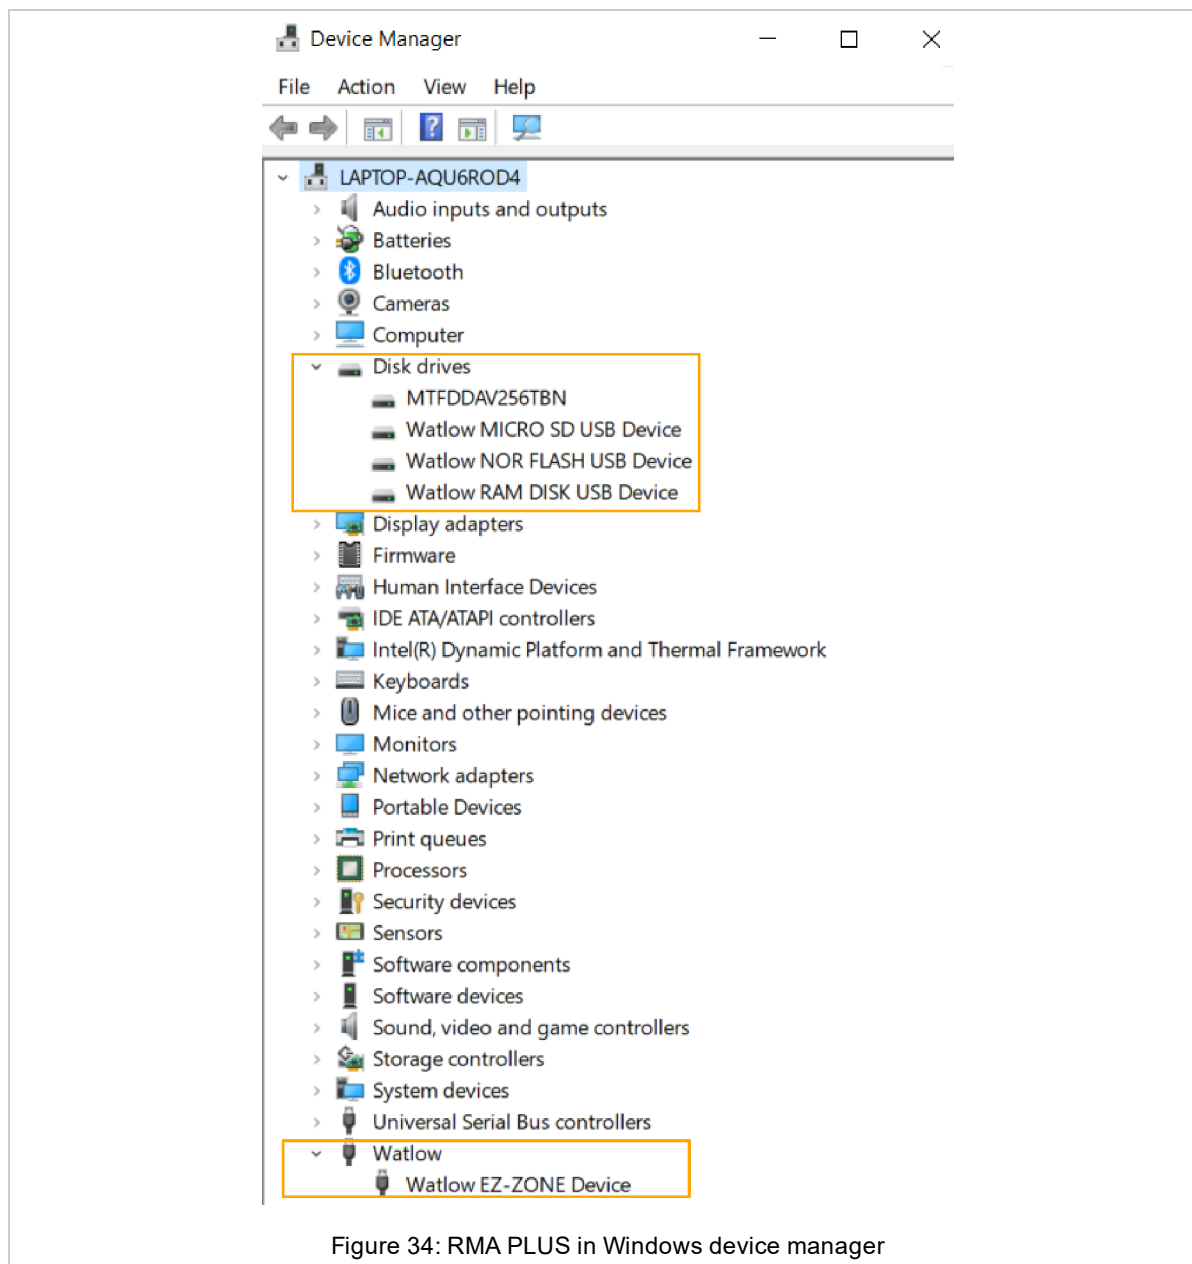 Device Manager
File Action View Help
LAPTOP-AQU6ROD4
Audio inputs and outputs
Batteries
Bluetooth
Cameras
Computer
Disk drives
MTFDDAV256TBN
Watlow MICRO SD USB Device
Watlow NOR FLASH USB Device
Watlow RAM DISK USB Device
Display adapters
Firmware
Human Interface Devices
IDE ATA/ATAPI controllers
Intel(R) Dynamic Platform and Thermal Framework
Keyboards
Mice and other pointing devices
Monitors
Network adapters
Portable Devices
Print queues
Processors
Security devices
Sensors
Software components
Software devices
Sound, video and game controllers
Storage controllers
System devices
Universal Serial Bus controllers
Watlow
Watlow EZ-ZONE Device
Figure 34: RMA PLUS in Windows device manager